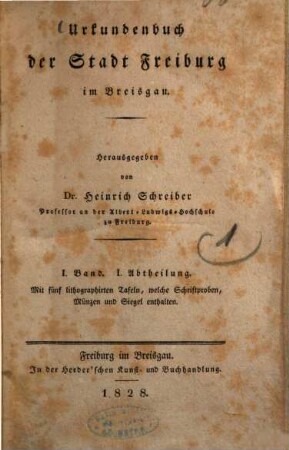 Urkundenbuch
der Stadt Freiburg
im Breisgau.
Herausgegeben
von
Dr. Heinrich Schreiber
Professor an der Albert-Ludwigs-Hochschule
zu Freiburg.
1
I. Band. I. Abtheilung.
Mit fünf lithographirten Tafeln, welche Schriftproben,
Münzen und Siegel enthalten.
Freiburg im Breisgau.
In der Herder'schen Kunst- und Buchhandlung.
1828.